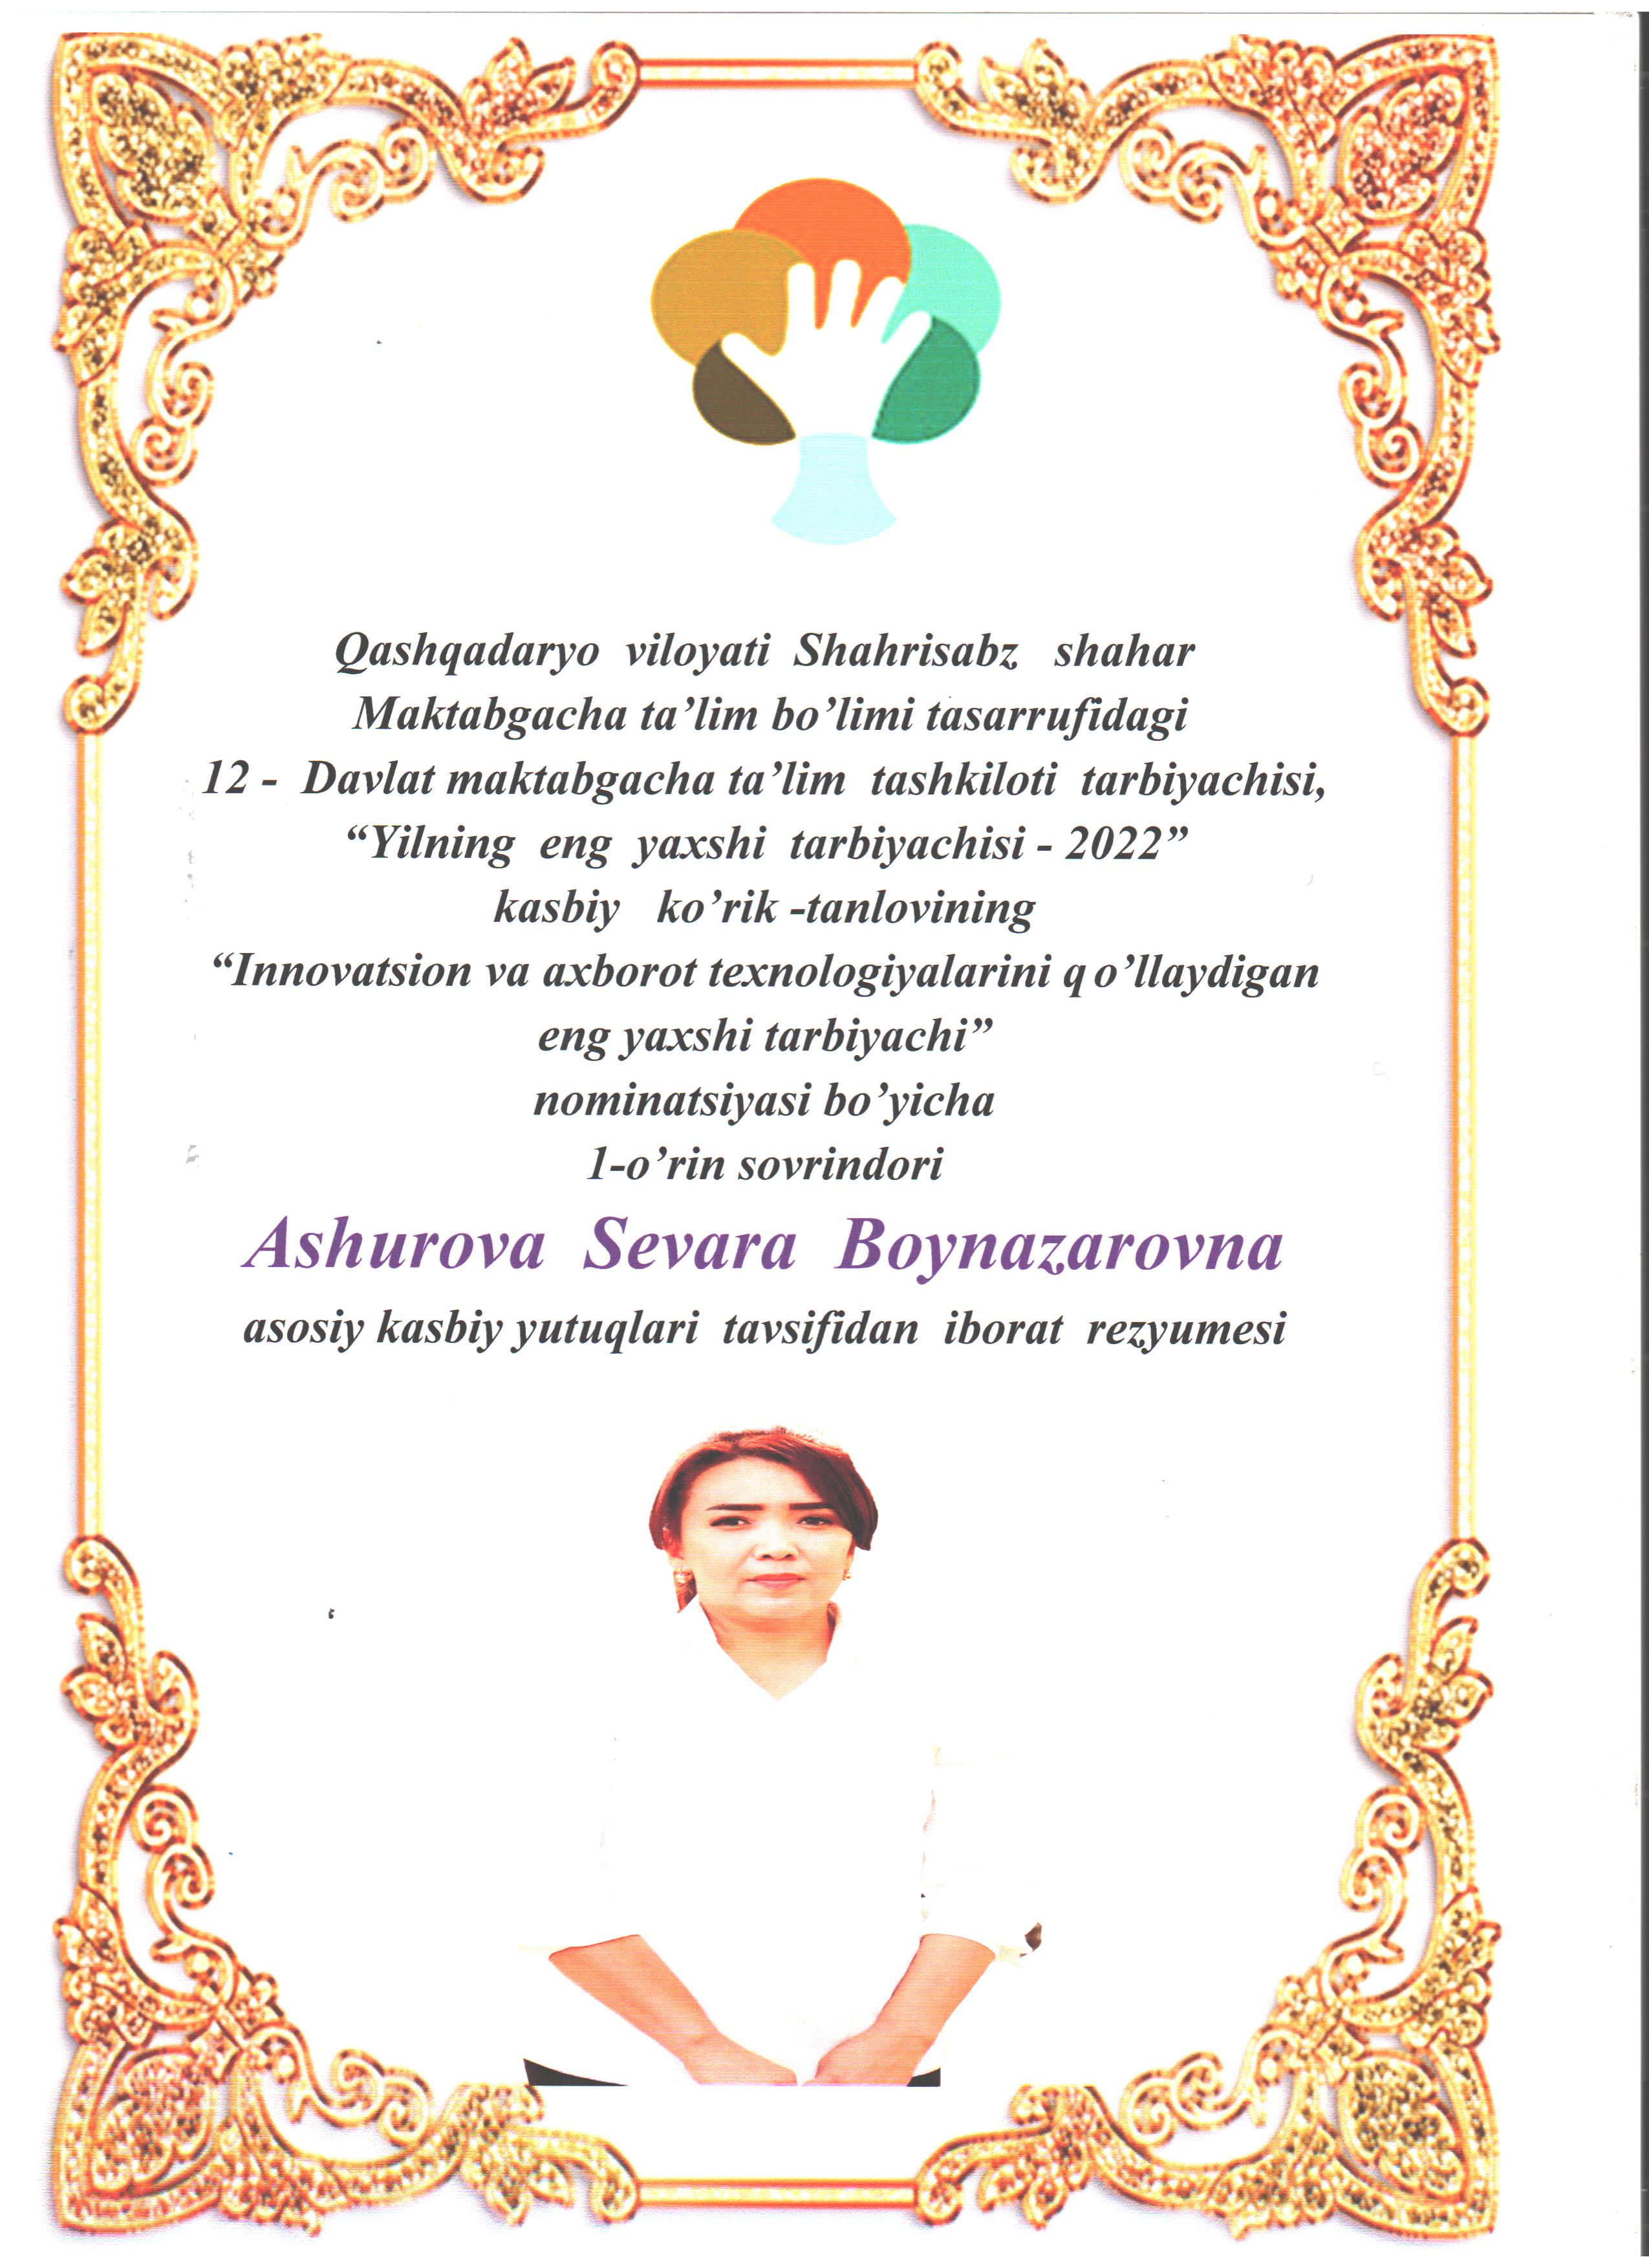 Qashqadaryo viloyati Shahrisabz shahar
Maktabgacha ta’lim bo’limi tasarrufidagi
12 - Davlat maktabgacha ta’lim tashkiloti tarbiyachisi,
“Yilning eng yaxshi tarbiyachisi - 2022”
kasbiy ko’rik -tanlovining
“Innovatsion va axborot texnologiyalarini q o’llaydigan
eng yaxshi tarbiyachi”
nominatsiyasi bo’yicha
1-o’rin sovrindori
Ashurova Sevara Boynazarovna
asosiy kasbiy yutuqlari tavsifidan iborat rezyumesi